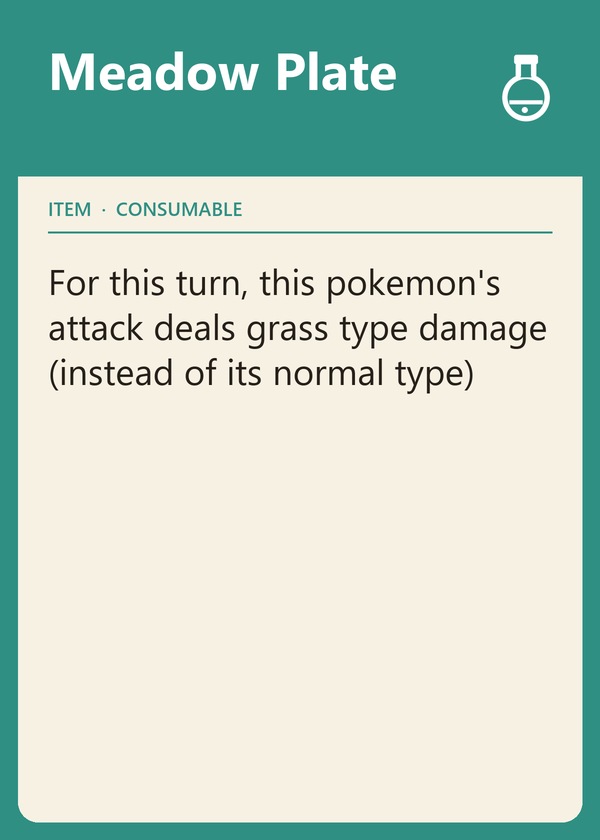 Meadow Plate
ITEM · CONSUMABLE
For this turn, this pokemon's
attack deals grass type damage
(instead of its normal type)